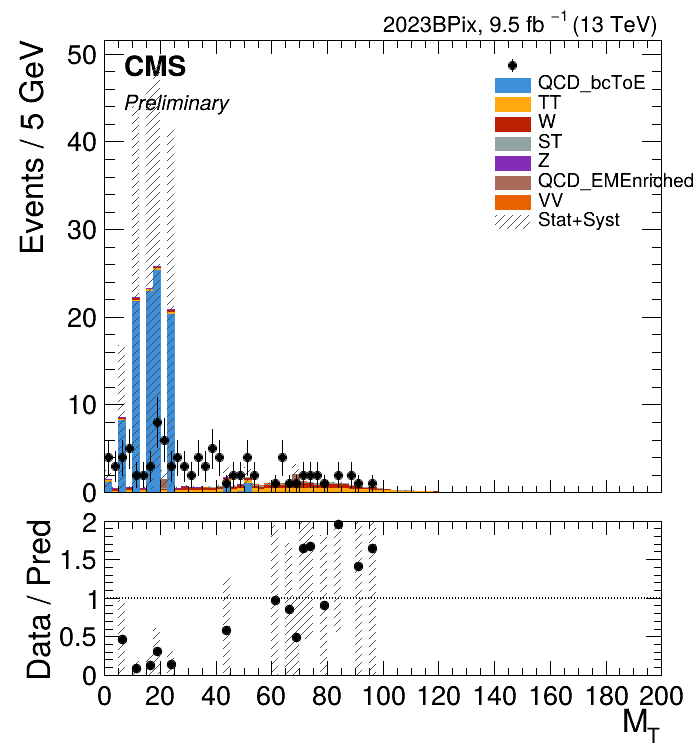 2023BPix, 9.5 fb⁻¹ (13 TeV)
CMS
Preliminary
QCD_bcToE
TT
W
ST
Z
QCD_EMEnriched
VV
Stat+Syst
Events / 5 GeV
50
40
30
20
10
0
Data / Pred
2
1.5
1
0.5
0
0 20 40 60 80 100 120 140 160 180 200
M_T